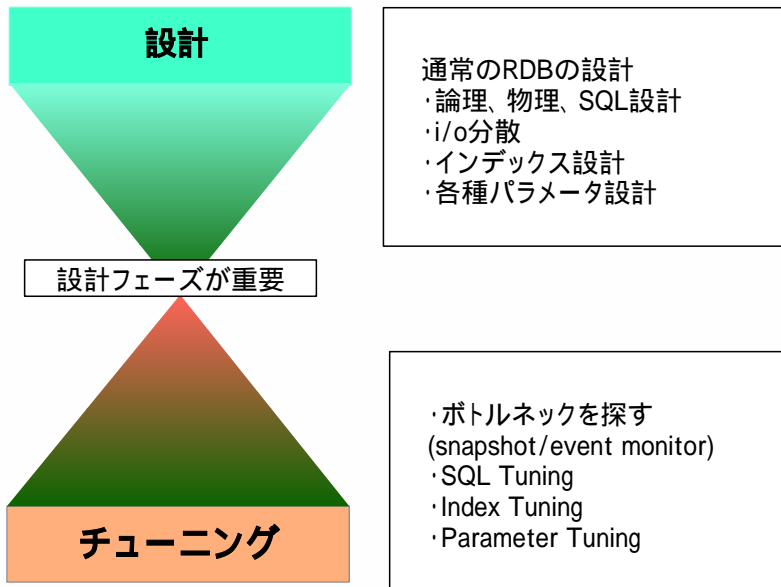 設計
通常のRDBの設計
・論理、物理、SQL設計
・i/o分散
・インデックス設計
・各種パラメータ設計
設計フェーズが重要
・ボトルネックを探す
(snapshot/event monitor)
・SQL Tuning
・Index Tuning
・Parameter Tuning
チューニング